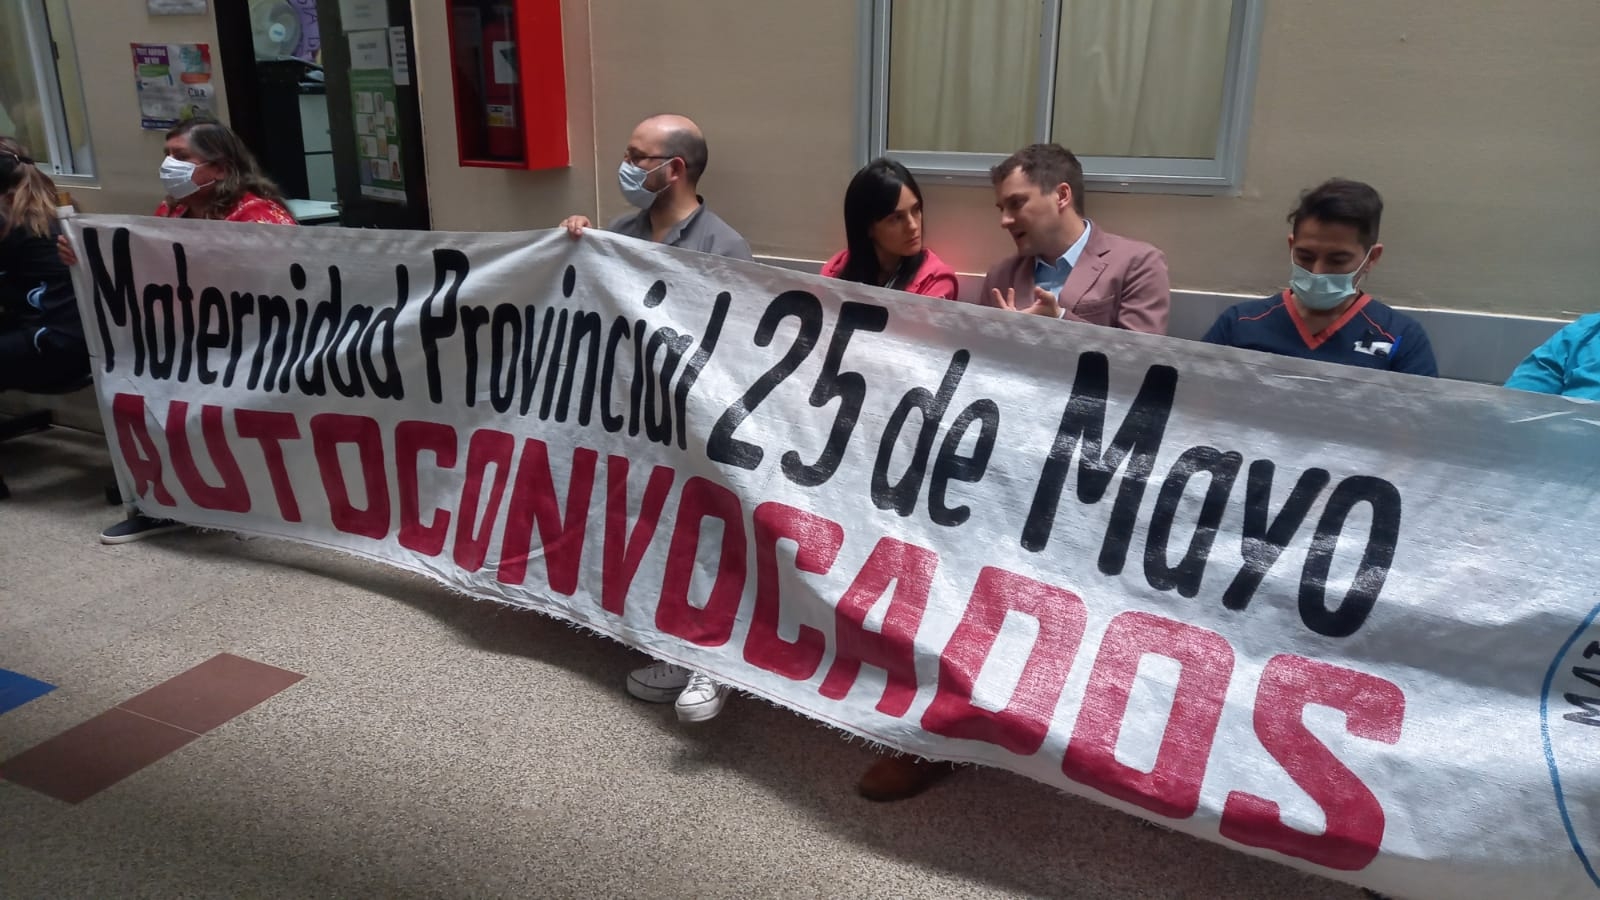 Maternidad Provincial 25 de Mayo
AUTOCONVOCADOS